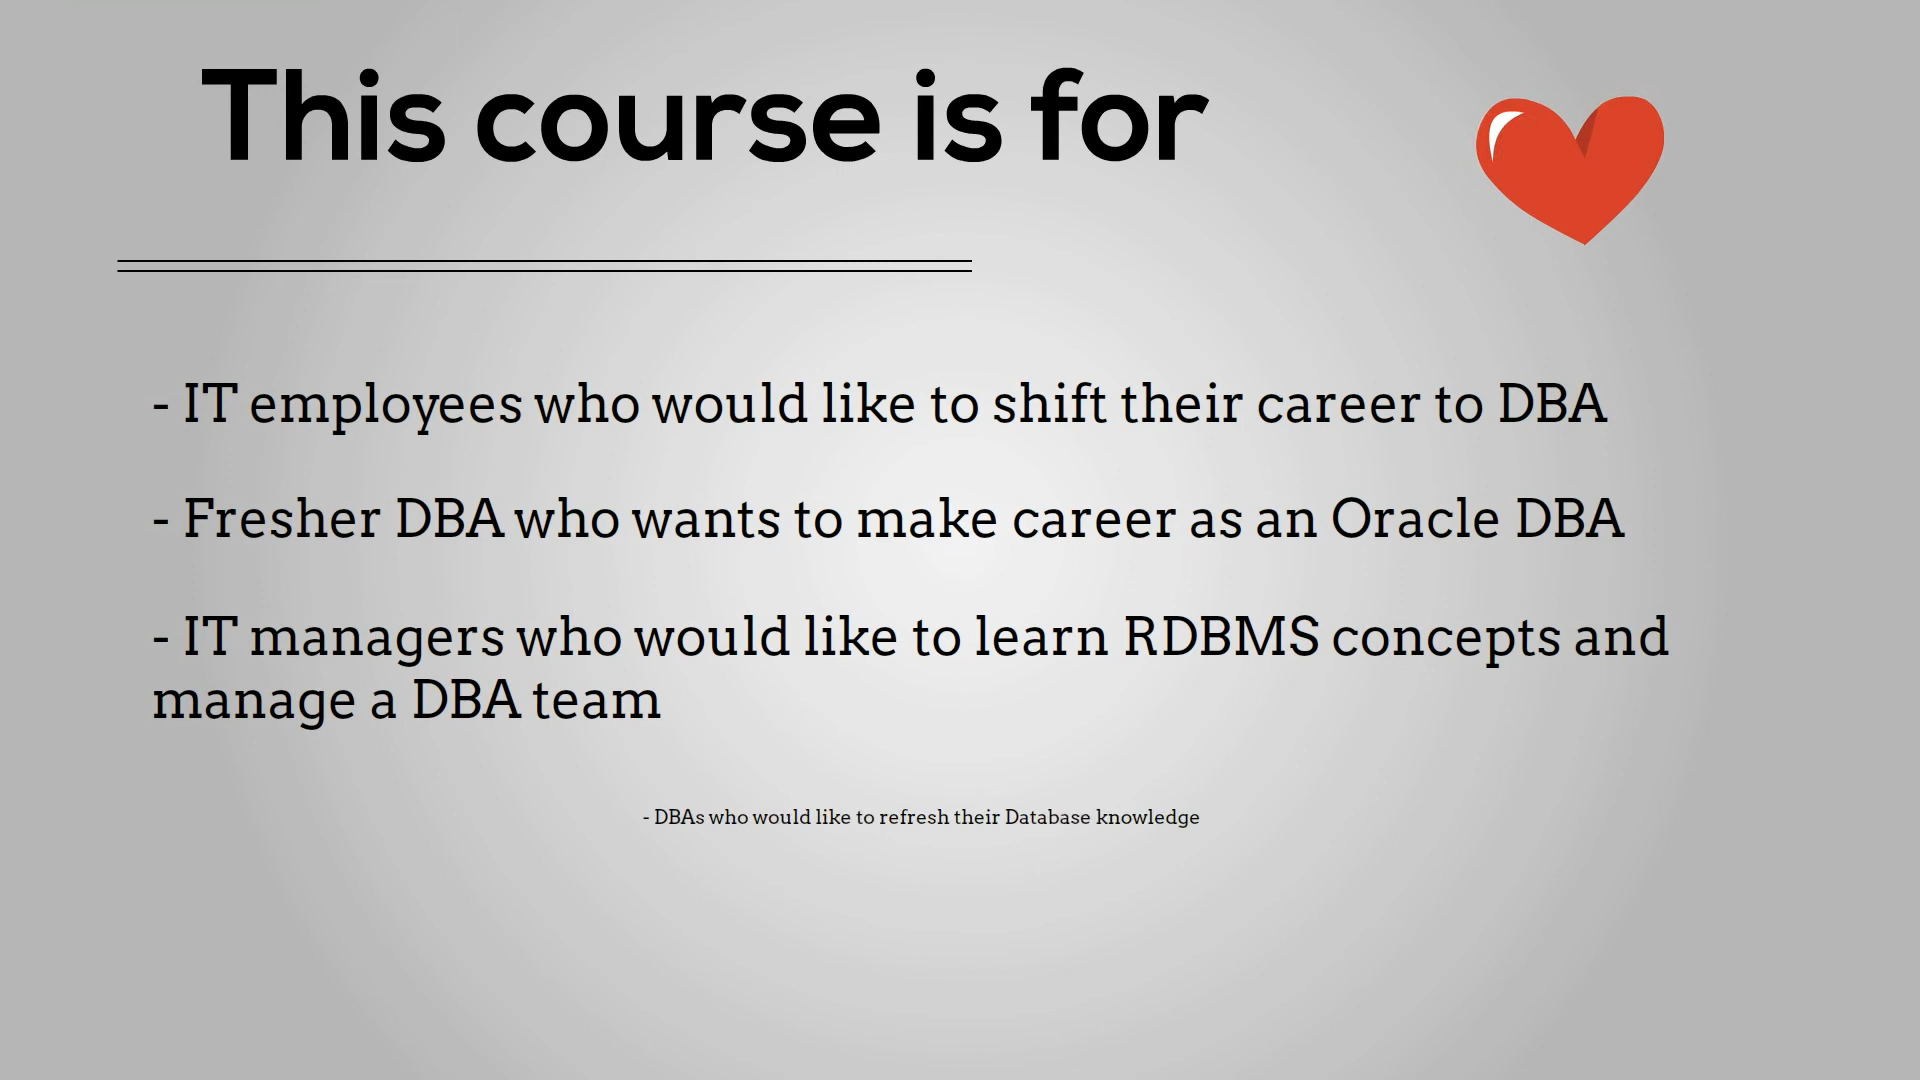 This course is for
- IT employees who would like to shift their career to DBA
- Fresher DBA who wants to make career as an Oracle DBA
- IT managers who would like to learn RDBMS concepts and
manage a DBA team
- DBAs who would like to refresh their Database knowledge